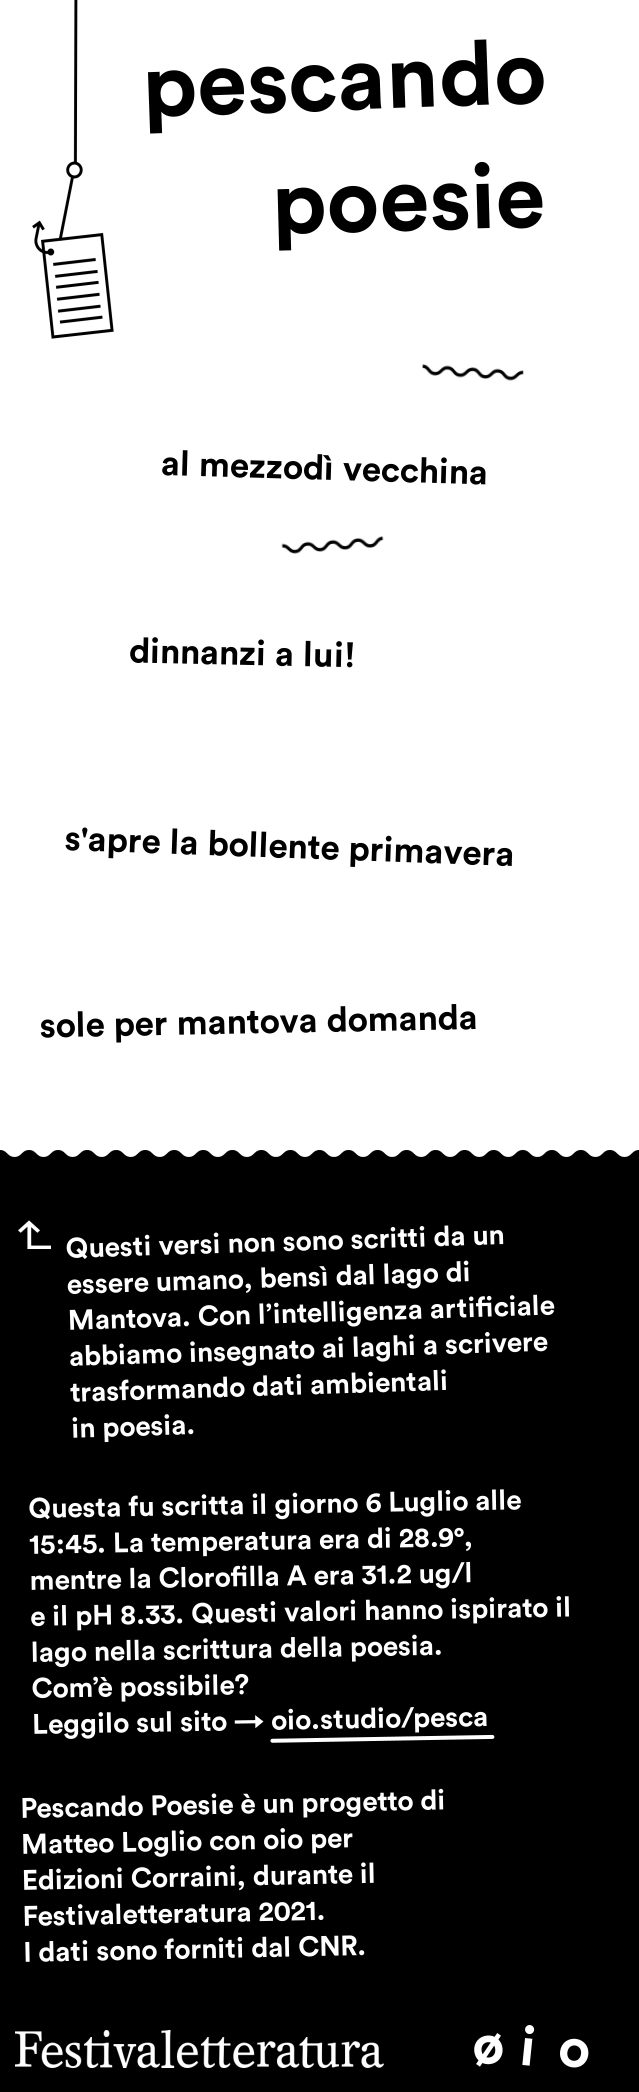 pescando
poesie
al mezzodì vecchina
dinnanzi a lui!
s'apre la bollente primavera
sole per mantova domanda
Questi versi non sono scritti da un
essere umano, bensì dal lago di
Mantova. Con l’intelligenza artificiale
abbiamo insegnato ai laghi a scrivere
trasformando dati ambientali
in poesia.
Questa fu scritta il giorno 6 Luglio alle
15:45. La temperatura era di 28.9°,
mentre la Clorofilla A era 31.2 ug/l
e il pH 8.33. Questi valori hanno ispirato il
lago nella scrittura della poesia.
Com’è possibile?
Leggilo sul sito → oio.studio/pesca
Pescando Poesie è un progetto di
Matteo Loglio con oio per
Edizioni Corraini, durante il
Festivaletteratura 2021.
I dati sono forniti dal CNR.
Festivaletteratura øio